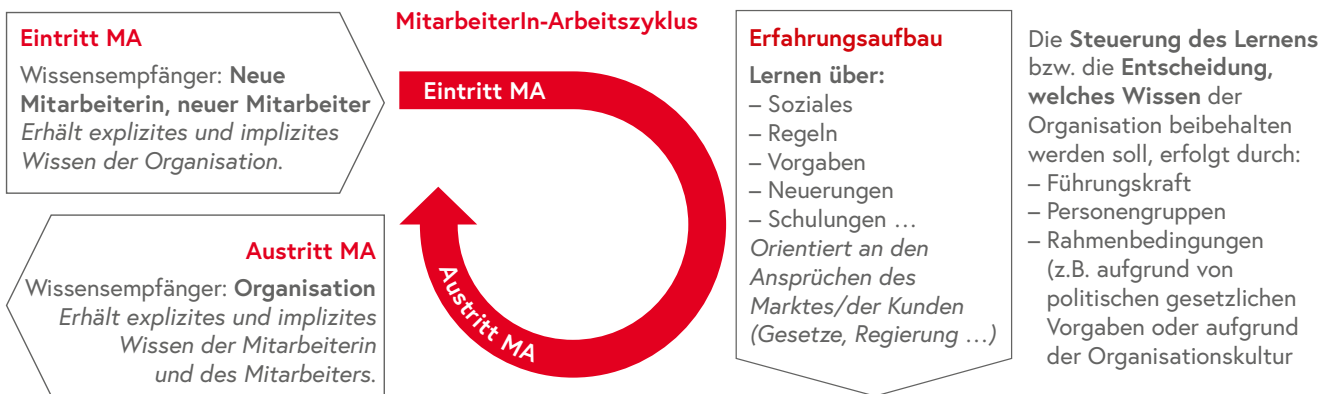 MitarbeiterIn-Arbeitszyklus
Eintritt MA
Wissensempfänger: Neue
Mitarbeiterin, neuer Mitarbeiter
Erhält explizites und implizites
Wissen der Organisation.
Austritt MA
Wissensempfänger: Organisation
Erhält explizites und implizites
Wissen der Mitarbeiterin
und des Mitarbeiters.
Eintritt MA
Austritt MA
Erfahrungsaufbau
Lernen über:
– Soziales
– Regeln
– Vorgaben
– Neuerungen
– Schulungen …
Orientiert an den
Ansprüchen des
Marktes/der Kunden
(Gesetze, Regierung …)
Die Steuerung des Lernens
bzw. die Entscheidung,
welches Wissen der
Organisation beibehalten
werden soll, erfolgt durch:
– Führungskraft
– Personengruppen
– Rahmenbedingungen
(z.B. aufgrund von
politischen gesetzlichen
Vorgaben oder aufgrund
der Organisationskultur